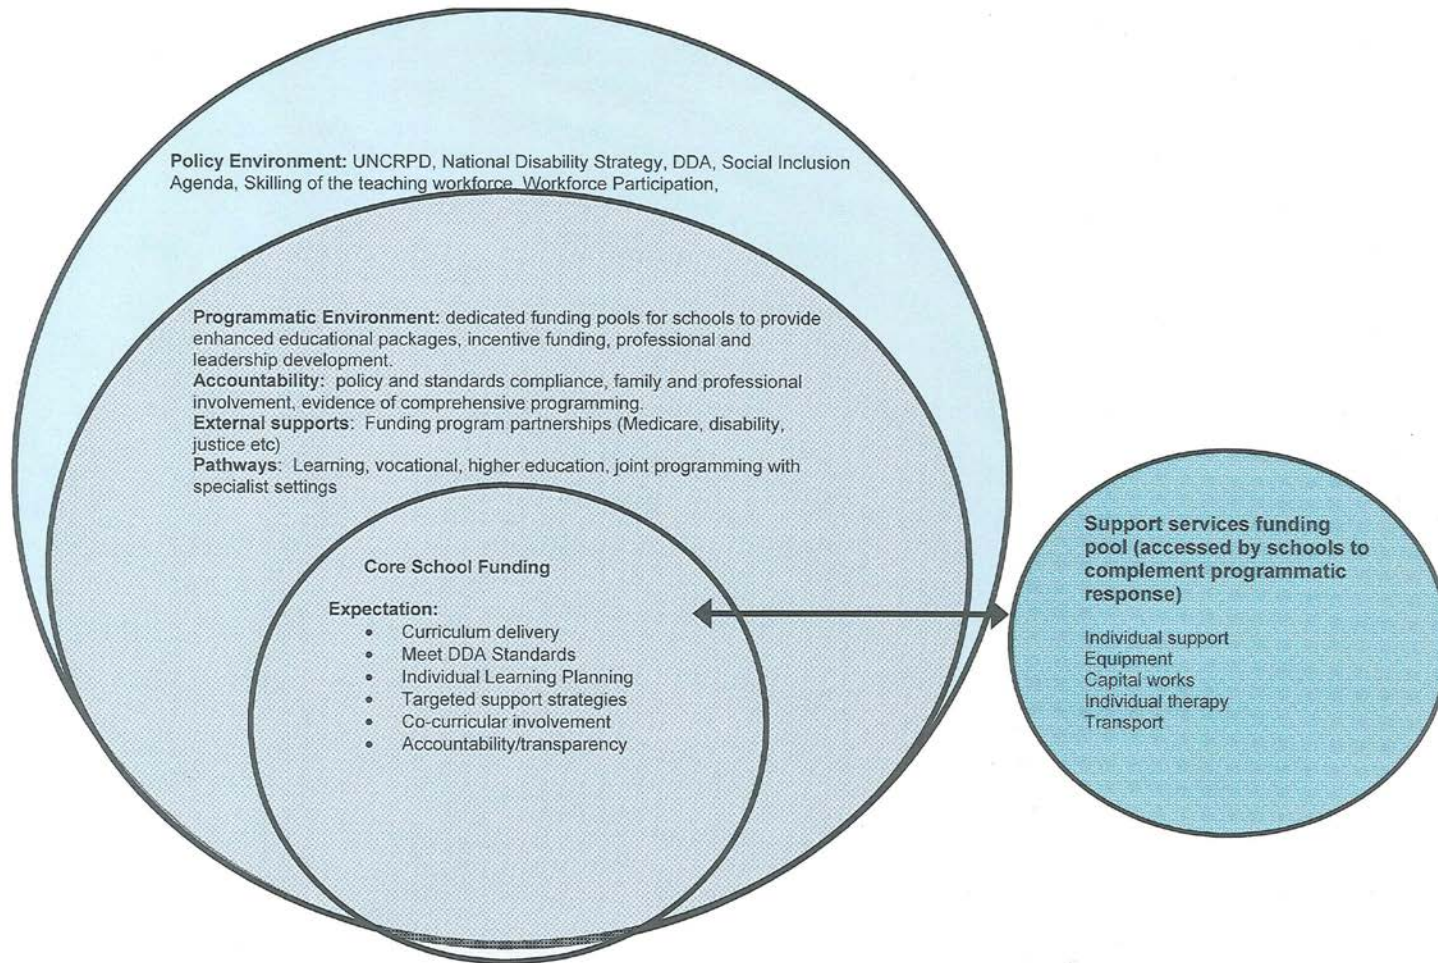 Policy Environment: UNCRPD, National Disability Strategy, DDA, Social Inclusion
Agenda, Skilling of the teaching workforce, Workforce Participation,
Programmatic Environment: dedicated funding pools for schools to provide
enhanced educational packages, incentive funding, professional and
leadership development.
Accountability: policy and standards compliance, family and professional
involvement, evidence of comprehensive programming.
External supports: Funding program partnerships (Medicare, disability,
justice etc)
Pathways: Learning, vocational, higher education, joint programming with
specialist settings
Core School Funding
Expectation:
• Curriculum delivery
• Meet DDA Standards
• Individual Learning Planning
• Targeted support strategies
• Co-curricular involvement
• Accountability/transparency
Support services funding
pool (accessed by schools to
complement programmatic
response)
Individual support
Equipment
Capital works
Individual therapy
Transport